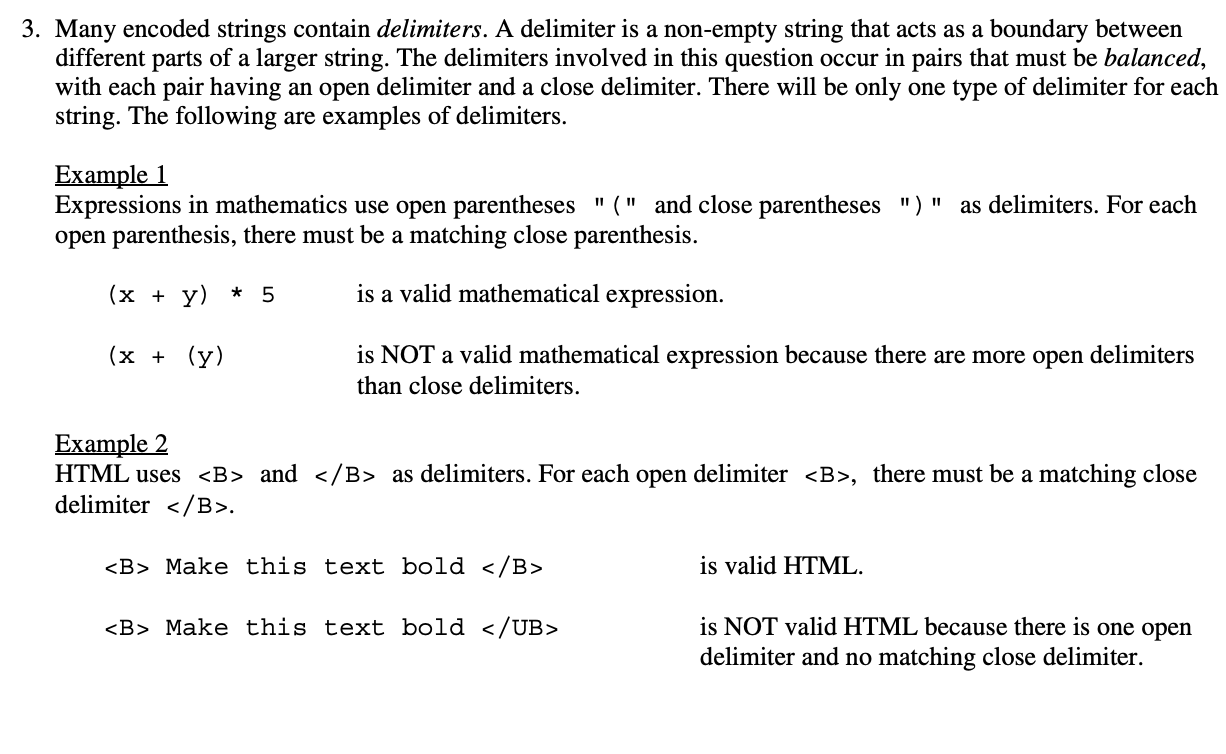 3. Many encoded strings contain delimiters. A delimiter is a non-empty string that acts as a boundary between
different parts of a larger string. The delimiters involved in this question occur in pairs that must be balanced,
with each pair having an open delimiter and a close delimiter. There will be only one type of delimiter for each
string. The following are examples of delimiters.
Example 1
Expressions in mathematics use open parentheses "(" and close parentheses ")" as delimiters. For each
open parenthesis, there must be a matching close parenthesis.
(x + y) * 5 is a valid mathematical expression.
(x + (y) is NOT a valid mathematical expression because there are more open delimiters
than close delimiters.
Example 2
HTML uses <B> and </B> as delimiters. For each open delimiter <B>, there must be a matching close
delimiter </B>.
<B> Make this text bold </B> is valid HTML.
<B> Make this text bold </UB> is NOT valid HTML because there is one open
delimiter and no matching close delimiter.